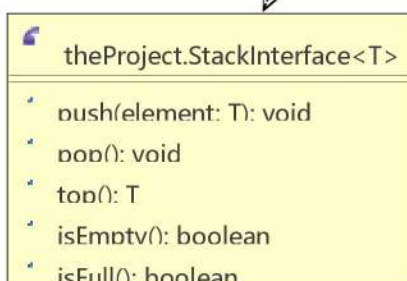 theProject.StackInterface<T>
push(element: T): void
pop(): void
top(): T
isEmpty(): boolean
isFull(): boolean